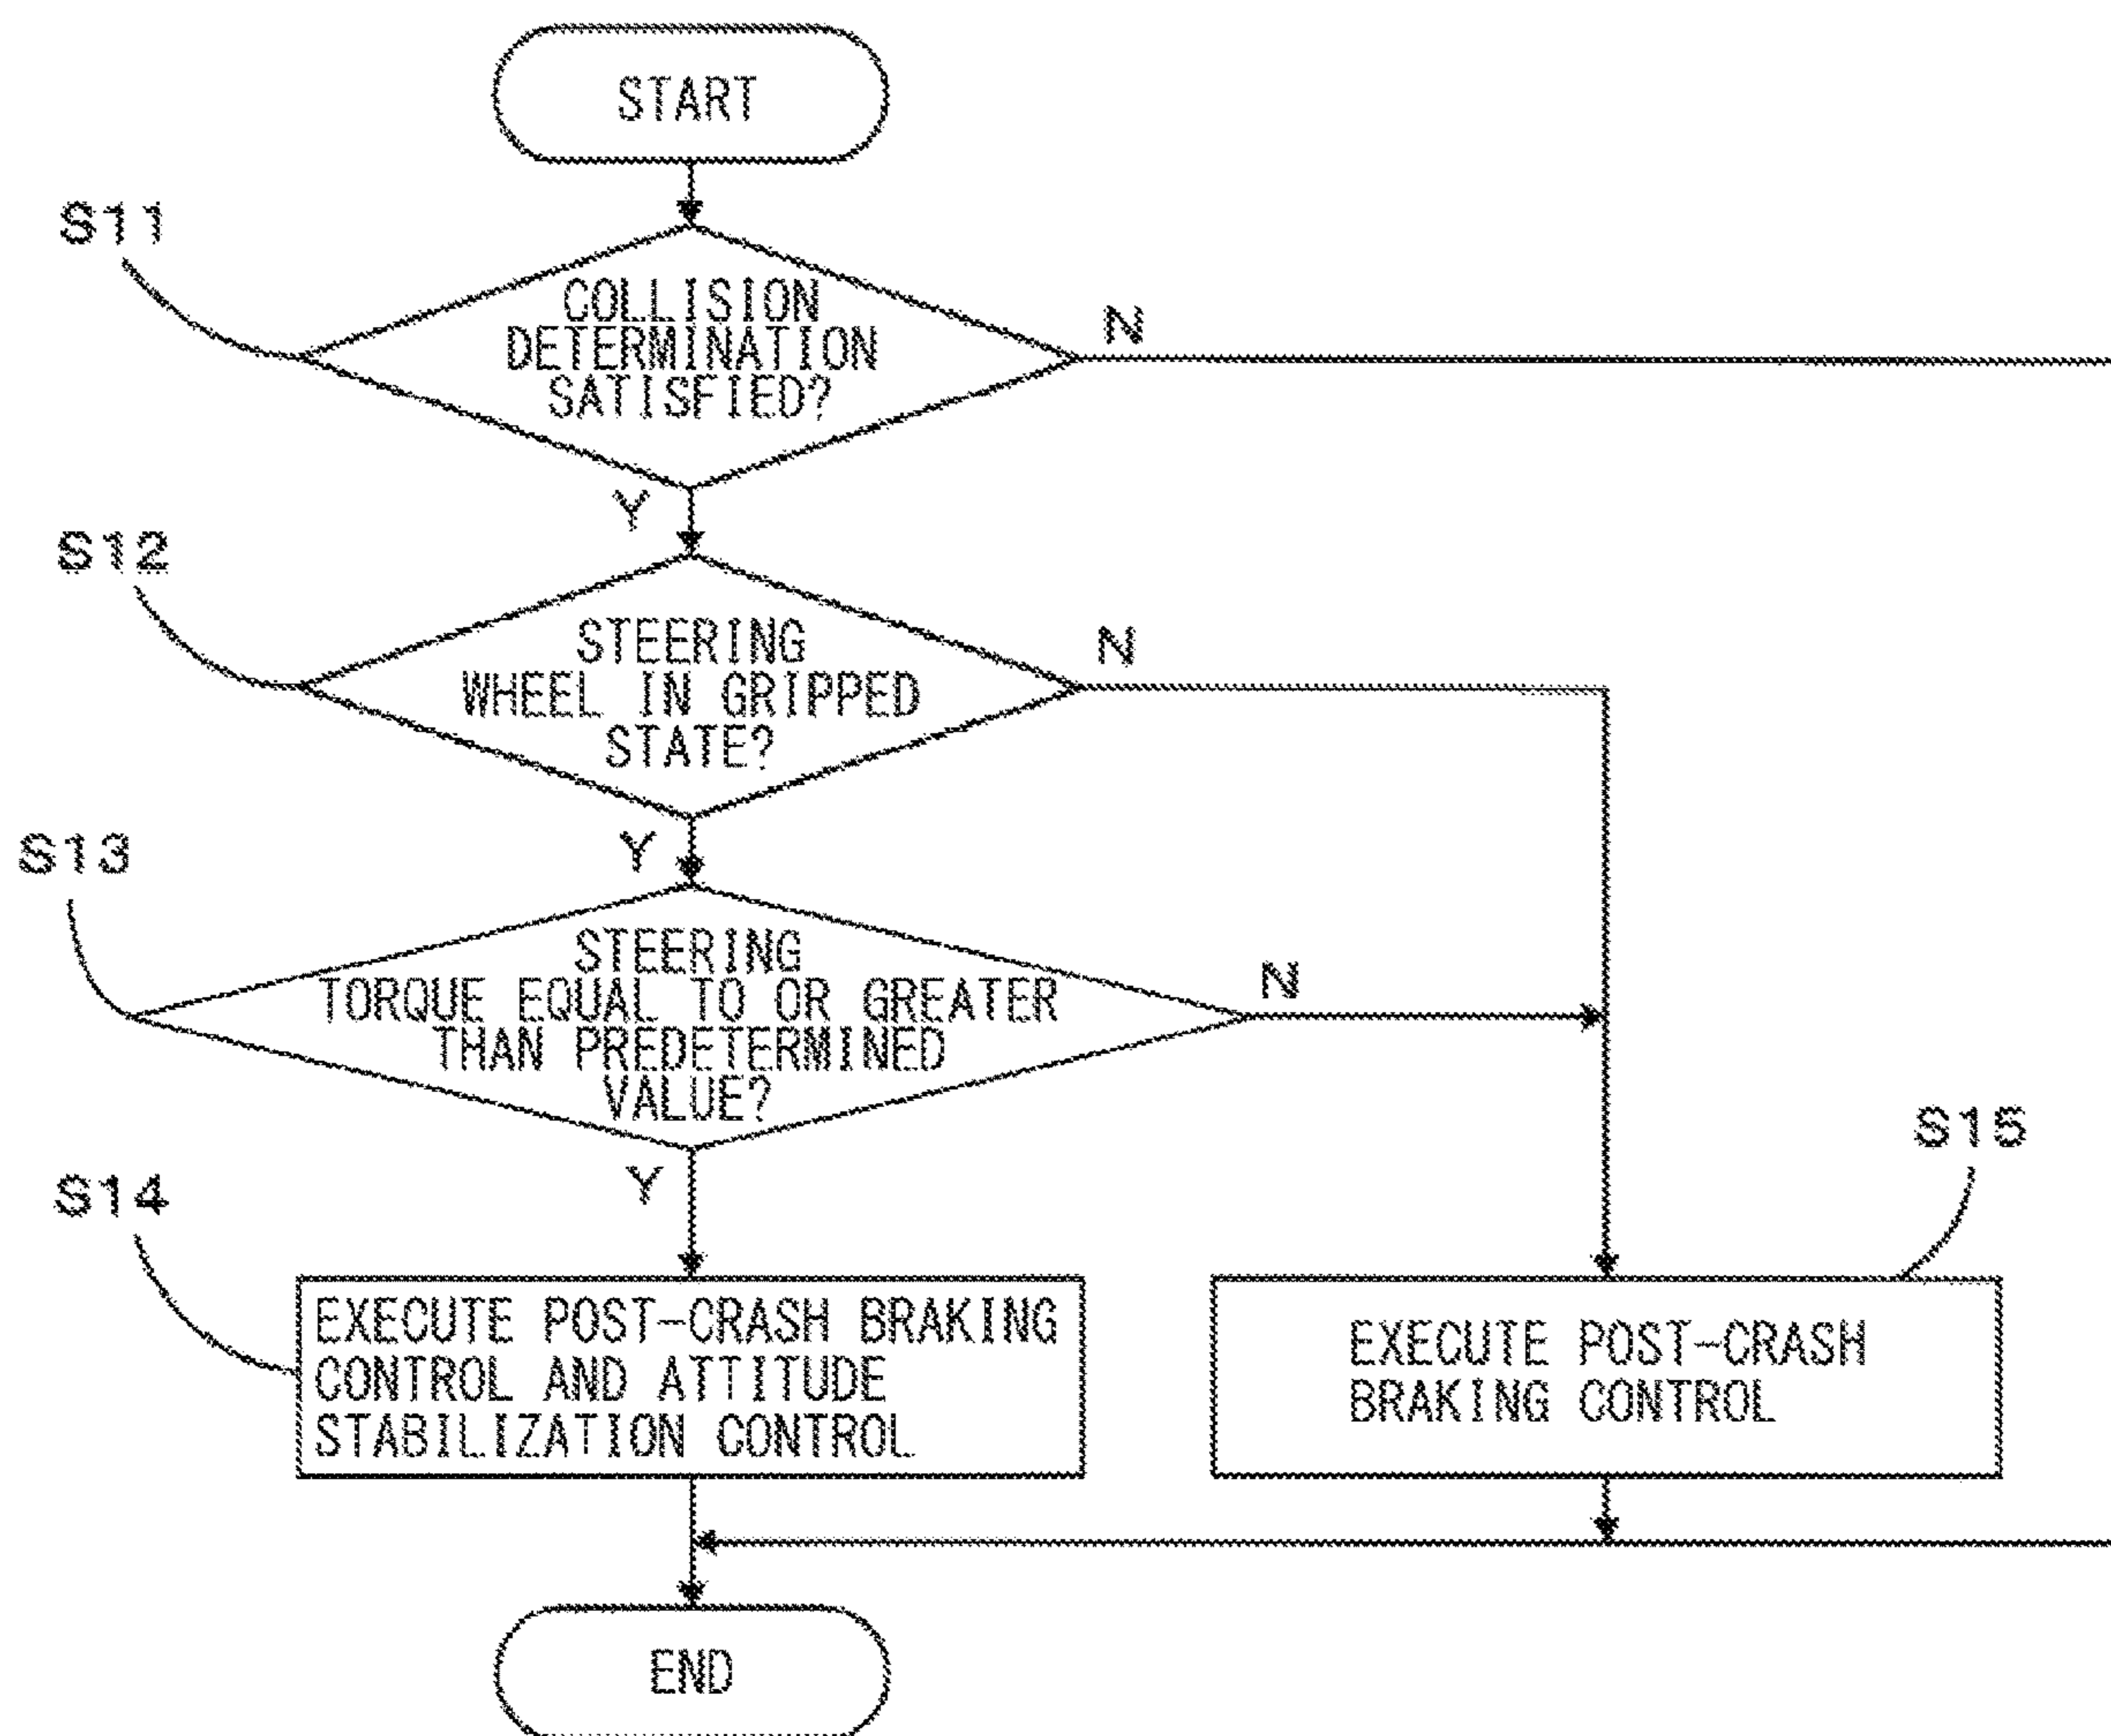 START
S11
COLLISION
DETERMINATION
SATISFIED?
N
Y
S12
STEERING
WHEEL IN GRIPPED
STATE?
N
Y
S13
STEERING
TORQUE EQUAL TO OR GREATER
THAN PREDETERMINED
VALUE?
N
Y
S14
EXECUTE POST-CRASH BRAKING
CONTROL AND ATTITUDE
STABILIZATION CONTROL
S15
EXECUTE POST-CRASH
BRAKING CONTROL
END